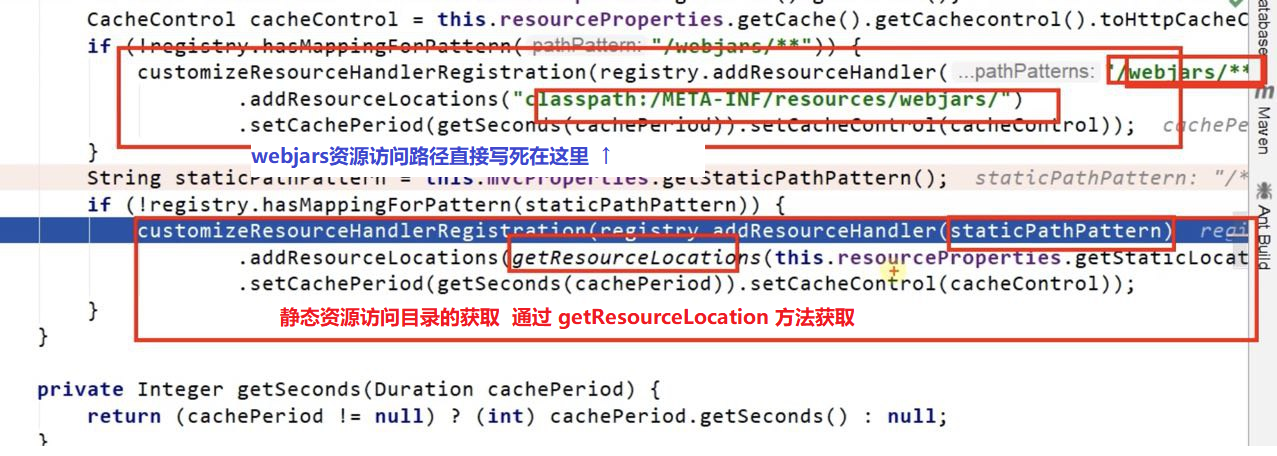 CacheControl cacheControl = this.resourceProperties.getCache().getCachecontrol().toHttpCacheC
if (!registry.hasMappingForPattern( pathPattern: "/webjars/**")) {
customizeResourceHandlerRegistration(registry.addResourceHandler( ...pathPatterns: "/webjars/**
.addResourceLocations("classpath:/META-INF/resources/webjars/")
.setCachePeriod(getSeconds(cachePeriod)).setCacheControl(cacheControl)); cachePe
}
webjars资源访问路径直接写死在这里 ↑
String staticPathPattern = this.mvcProperties.getStaticPathPattern(); staticPathPattern: "/*
if (!registry.hasMappingForPattern(staticPathPattern)) {
customizeResourceHandlerRegistration(registry.addResourceHandler(staticPathPattern) regi
.addResourceLocations(getResourceLocations(this.resourceProperties.getStaticLocat
.setCachePeriod(getSeconds(cachePeriod)).setCacheControl(cacheControl));
}
静态资源访问目录的获取 通过 getResourceLocation 方法获取
}
private Integer getSeconds(Duration cachePeriod) {
return (cachePeriod != null) ? (int) cachePeriod.getSeconds() : null;
}
atabase
m
Maven
Ant Build